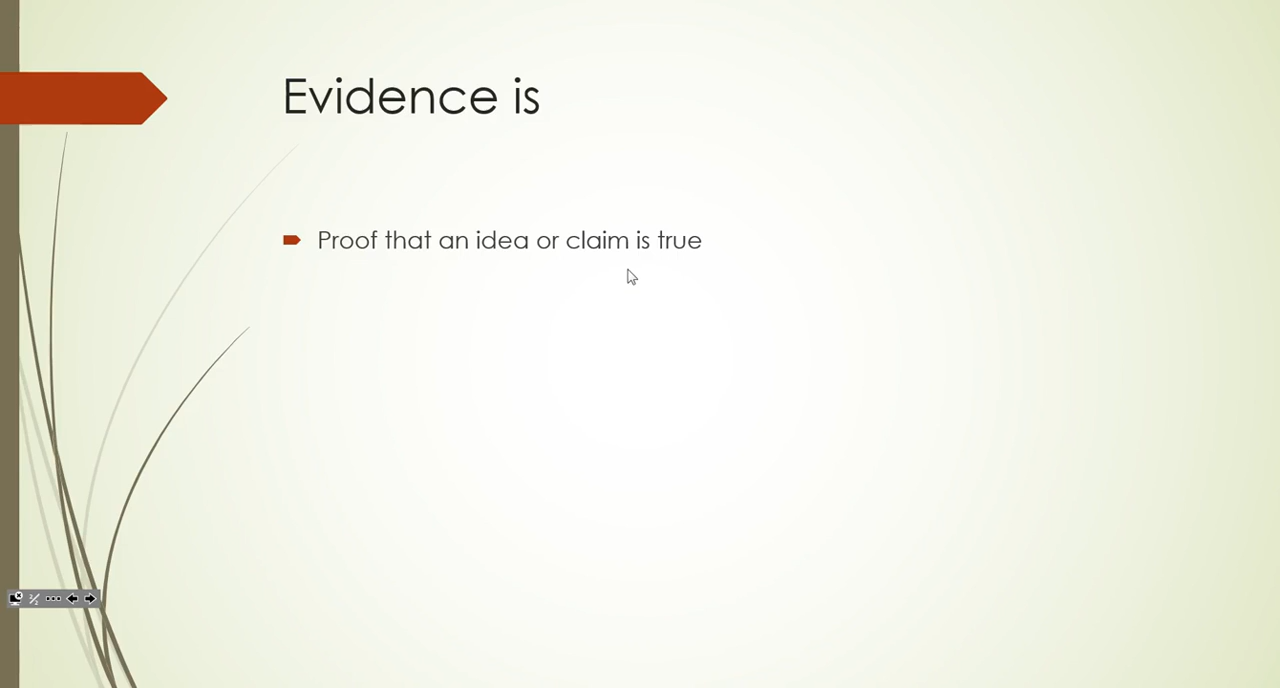 Evidence is
Proof that an idea or claim is true